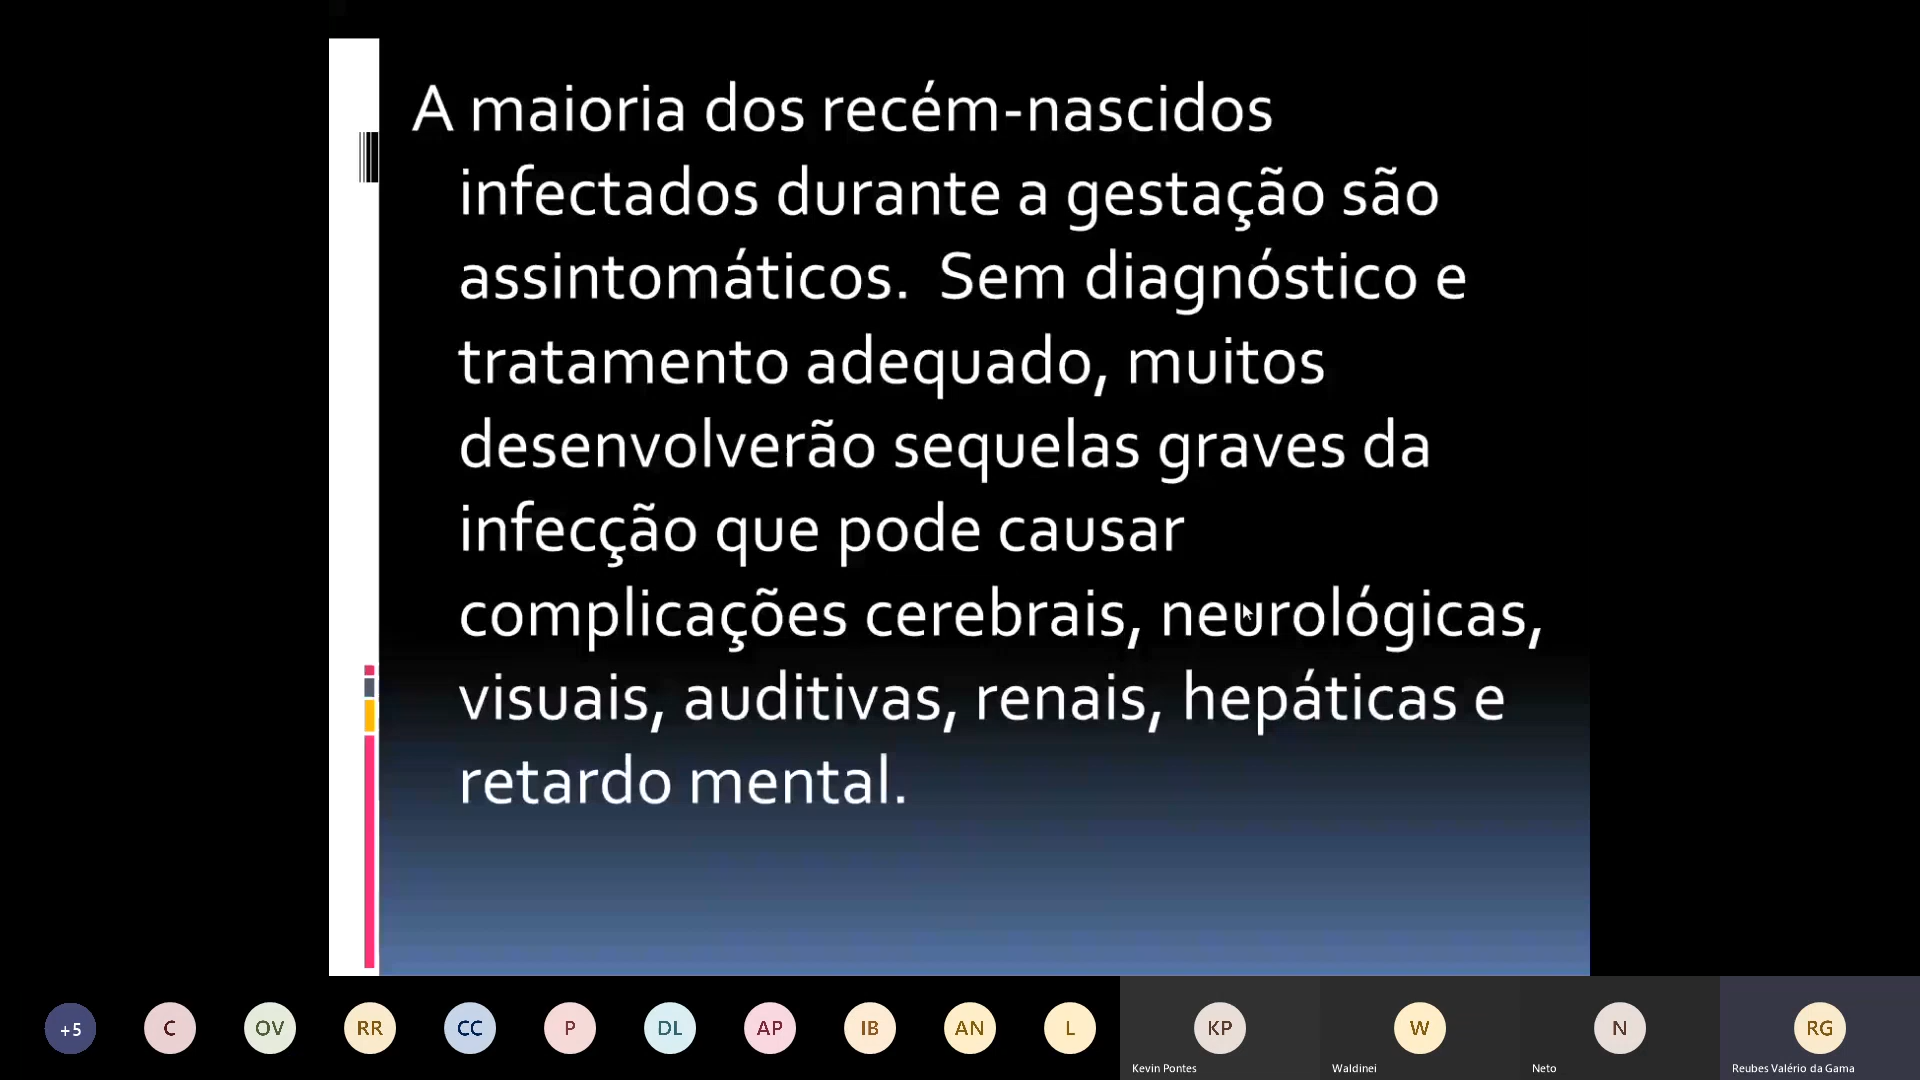 A maioria dos recém-nascidos
infectados durante a gestação são
assintomáticos.  Sem diagnóstico e
tratamento adequado, muitos
desenvolverão sequelas graves da
infecção que pode causar
complicações cerebrais, neurológicas,
visuais, auditivas, renais, hepáticas e
retardo mental.
+5 C OV RR CC P DL AP IB AN L KP W N RG
Kevin Pontes Waldinei Neto Reubes Valério da Gama